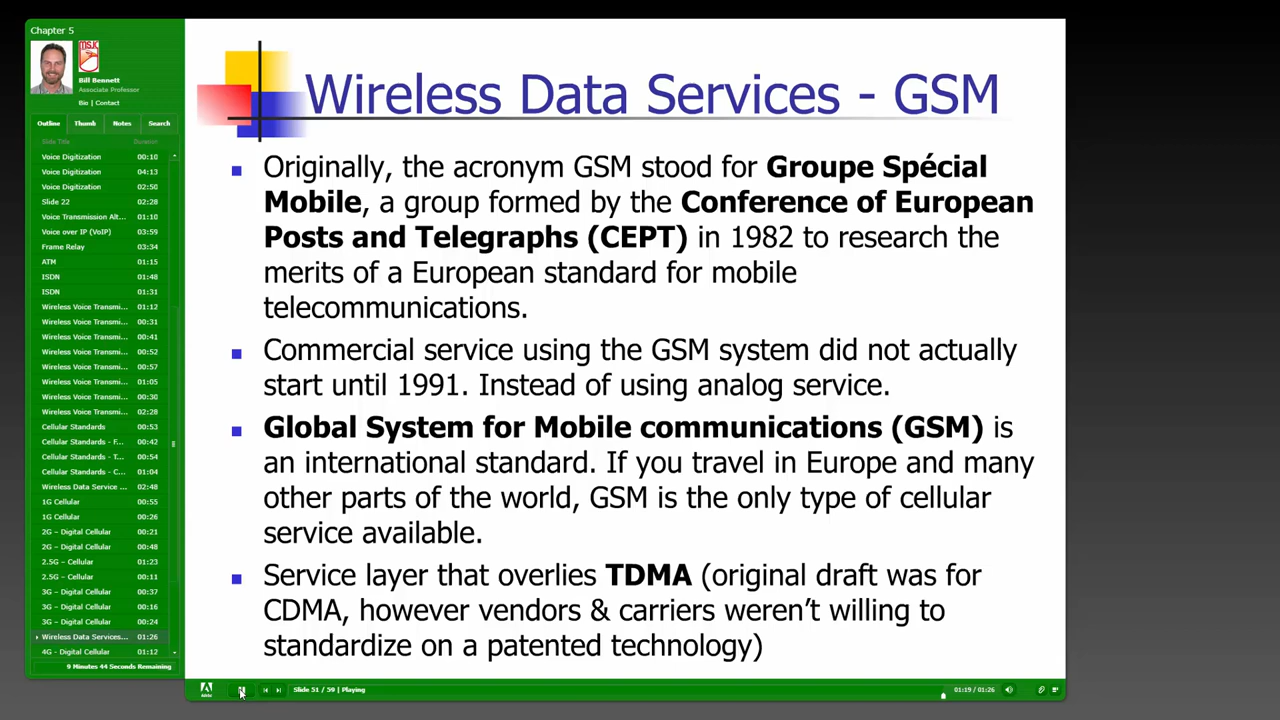 Chapter 5
MSJC
Bill Bennett
Associate Professor
Bio | Contact
Outline Thumb Notes Search
Slide Title Duration
Voice Digitization 00:10
Voice Digitization 04:13
Voice Digitization 02:50
Slide 22 02:28
Voice Transmission Alt... 01:10
Voice over IP (VoIP) 03:59
Frame Relay 03:34
ATM 01:15
ISDN 01:48
ISDN 01:31
Wireless Voice Transmi... 01:12
Wireless Voice Transmi... 00:31
Wireless Voice Transmi... 00:41
Wireless Voice Transmi... 00:52
Wireless Voice Transmi... 00:57
Wireless Voice Transmi... 01:05
Wireless Voice Transmi... 00:30
Wireless Voice Transmi... 02:28
Cellular Standards 00:53
Cellular Standards - F... 00:42
Cellular Standards - T... 00:54
Cellular Standards - C... 01:04
Wireless Data Service ... 02:48
1G Cellular 00:55
1G Cellular 00:26
2G – Digital Cellular 00:21
2G – Digital Cellular 00:48
2.5G – Cellular 01:23
2.5G – Cellular 00:11
3G – Digital Cellular 00:37
3G – Digital Cellular 00:16
3G – Digital Cellular 00:24
Wireless Data Services... 01:26
4G - Digital Cellular 01:12
9 Minutes 44 Seconds Remaining
Wireless Data Services - GSM
Originally, the acronym GSM stood for Groupe Spécial
Mobile, a group formed by the Conference of European
Posts and Telegraphs (CEPT) in 1982 to research the
merits of a European standard for mobile
telecommunications.
Commercial service using the GSM system did not actually
start until 1991. Instead of using analog service.
Global System for Mobile communications (GSM) is
an international standard. If you travel in Europe and many
other parts of the world, GSM is the only type of cellular
service available.
Service layer that overlies TDMA (original draft was for
CDMA, however vendors & carriers weren't willing to
standardize on a patented technology)
Slide 51 / 59 | Playing 01:19 / 01:26